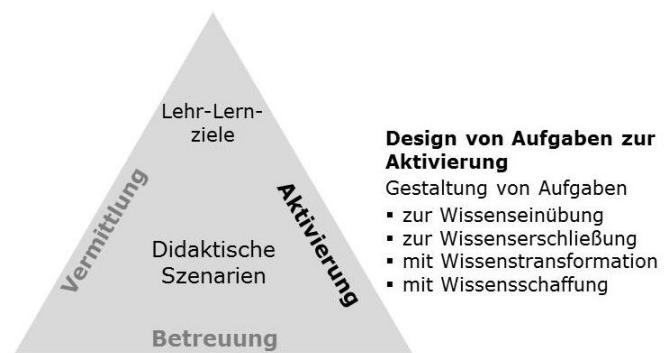 Lehr-Lern-
ziele
Vermittlung
Aktivierung
Didaktische
Szenarien
Betreuung
Design von Aufgaben zur
Aktivierung
Gestaltung von Aufgaben
▪ zur Wissenseinübung
▪ zur Wissenserschließung
▪ mit Wissenstransformation
▪ mit Wissensschaffung